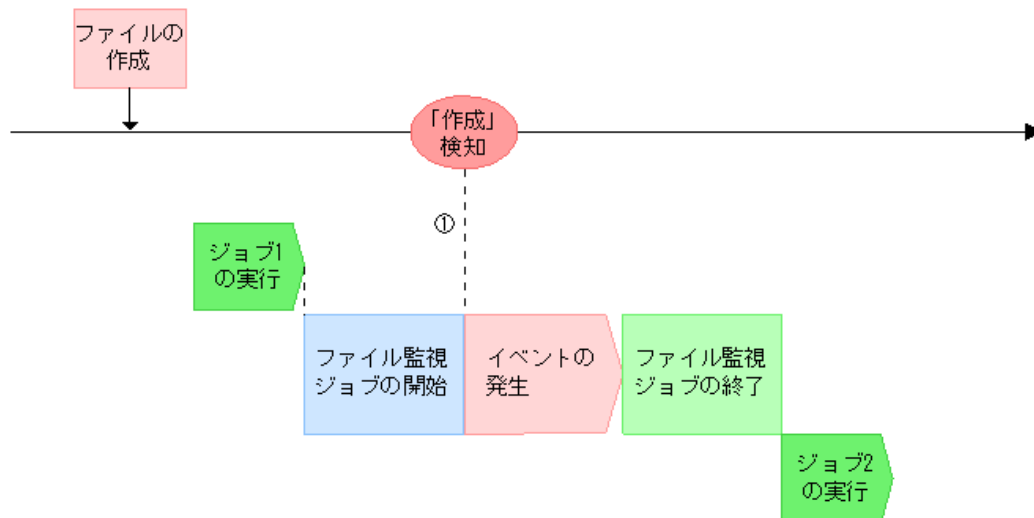 ファイルの
作成
「作成」
検知
①
ジョブ1
の実行
ファイル監視
ジョブの開始
イベントの
発生
ファイル監視
ジョブの終了
ジョブ2
の実行